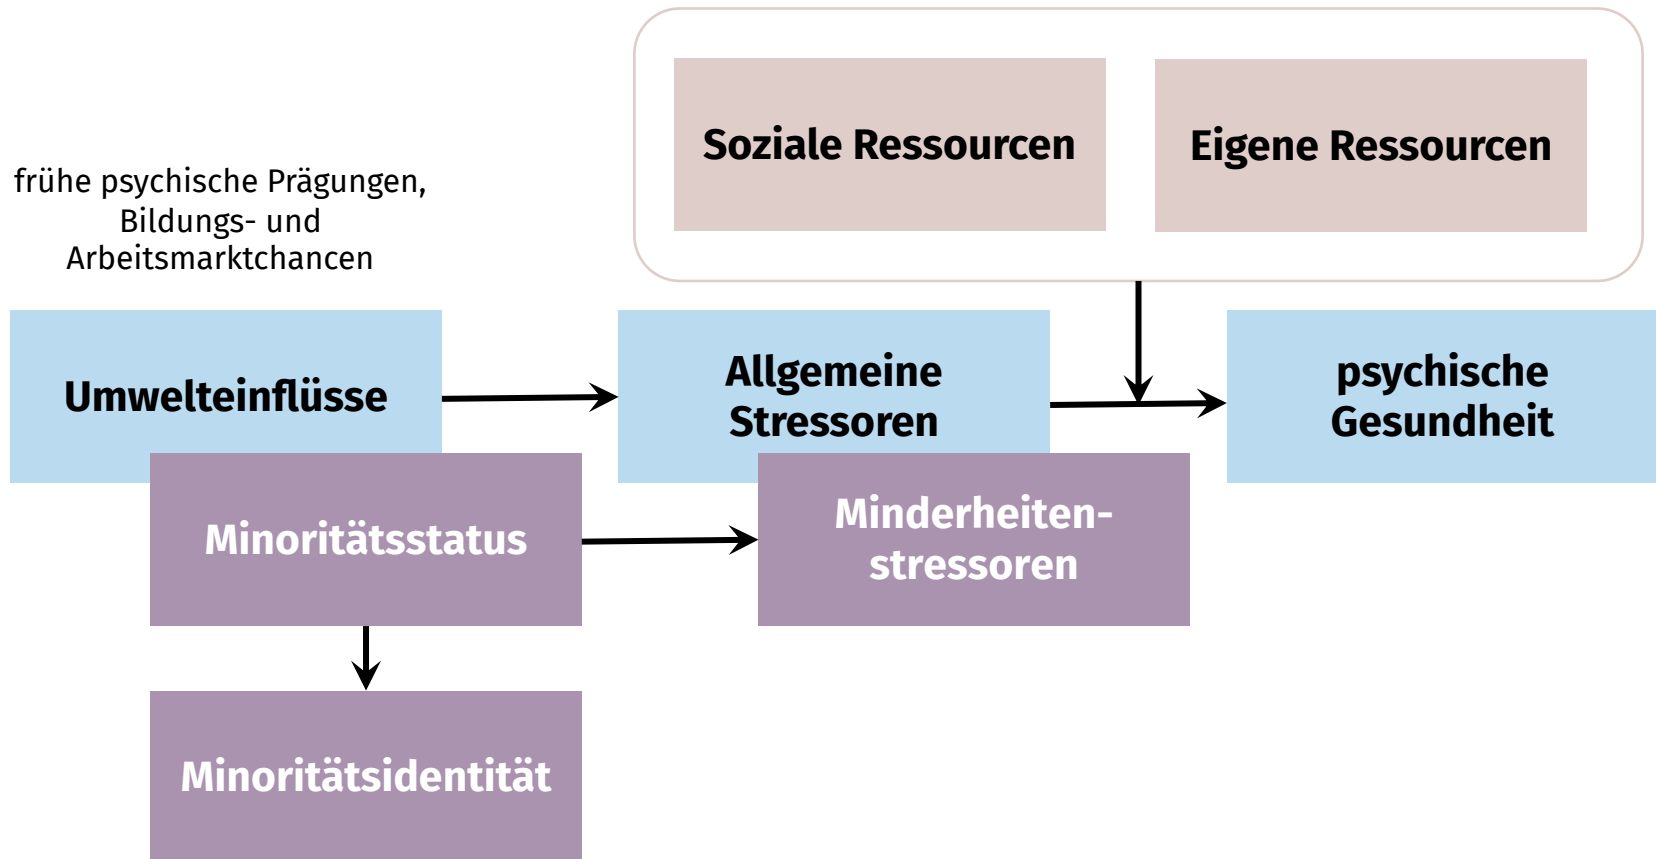 Soziale Ressourcen
Eigene Ressourcen
frühe psychische Prägungen,
Bildungs- und
Arbeitsmarktchancen
Umwelteinflüsse
Allgemeine
Stressoren
psychische
Gesundheit
Minoritätsstatus
Minderheiten-
stressoren
Minoritätsidentität